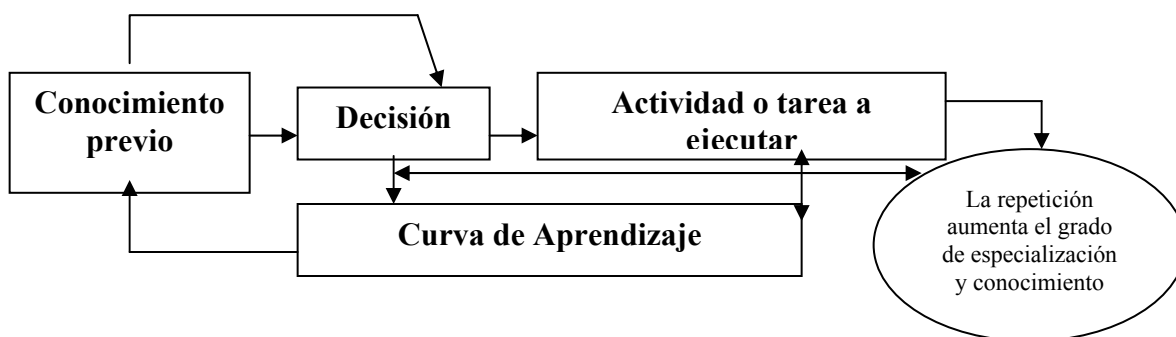 Conocimiento
previo
Decisión
Actividad o tarea a
ejecutar
Curva de Aprendizaje
La repetición
aumenta el grado
de especialización
y conocimiento